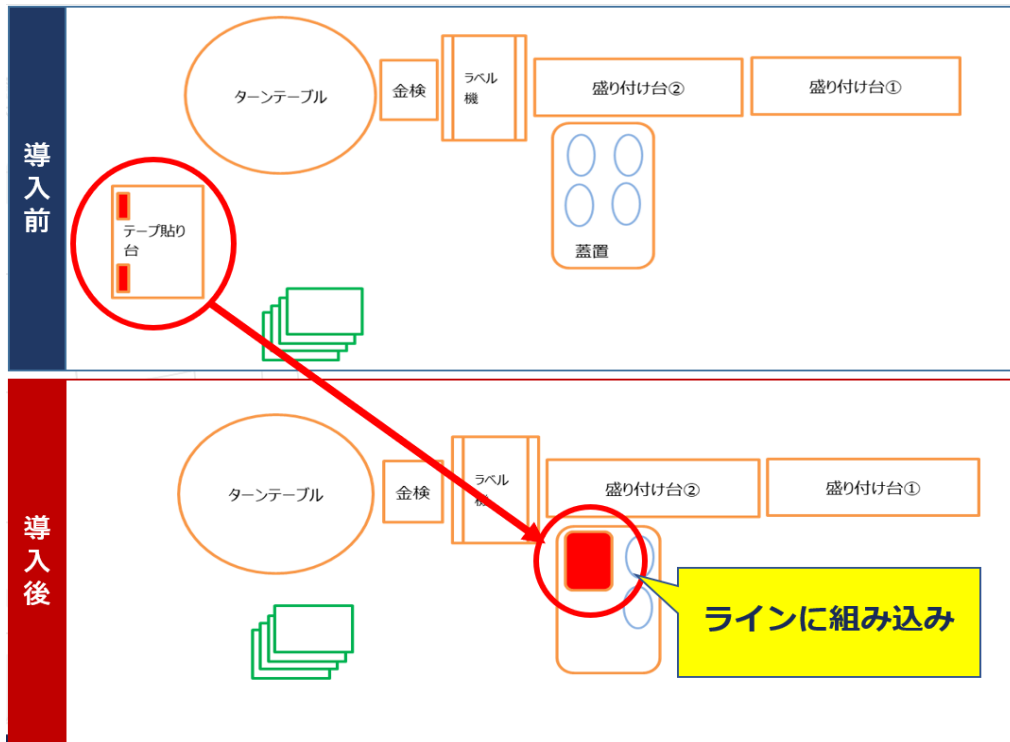 導入前
ターンテーブル
金検
ラベル
機
盛り付け台②
盛り付け台①
テープ貼り
台
蓋置
導入後
ターンテーブル
金検
ラベル
機
盛り付け台②
盛り付け台①
ラインに組み込み